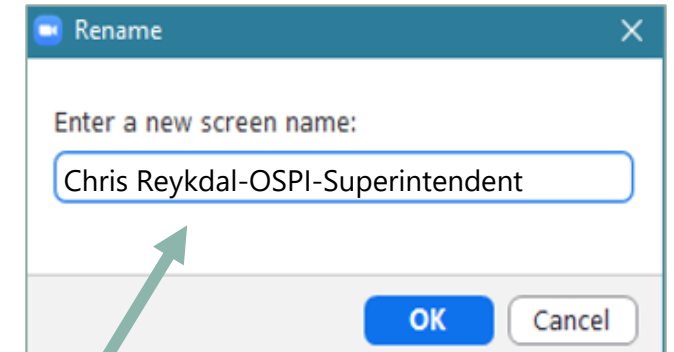 Rename
Enter a new screen name:
Chris Reykdal-OSPI-Superintendent
OK Cancel